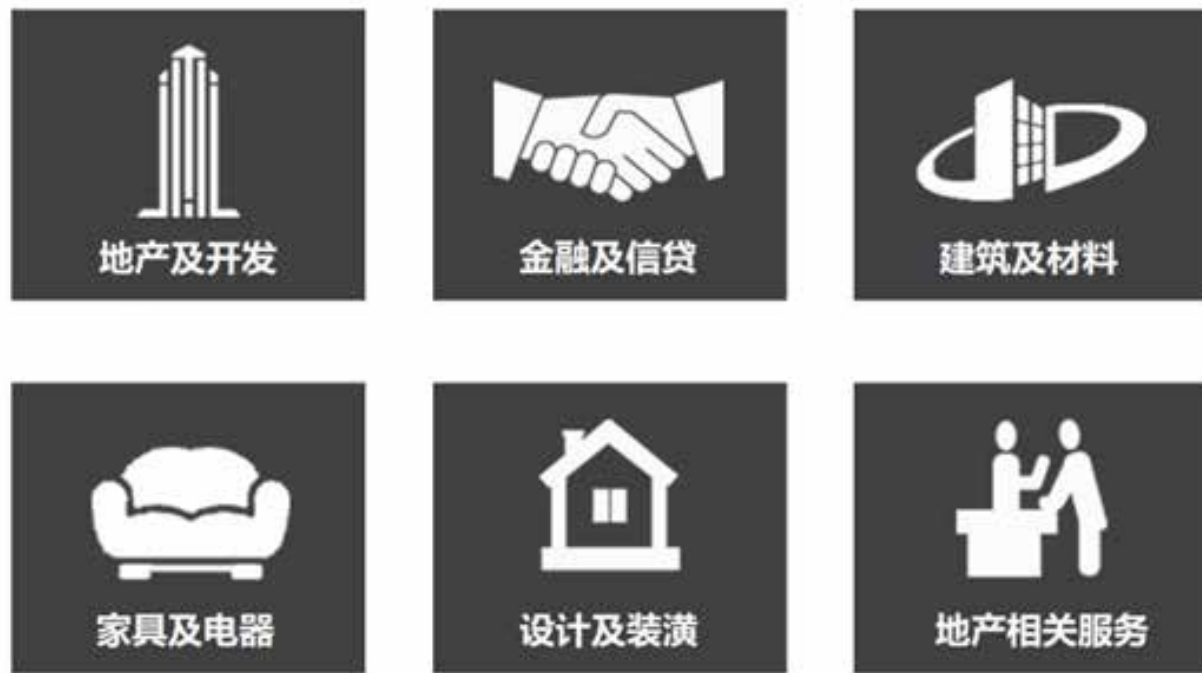 地产及开发
金融及信贷
建筑及材料
家具及电器
设计及装潢
地产相关服务